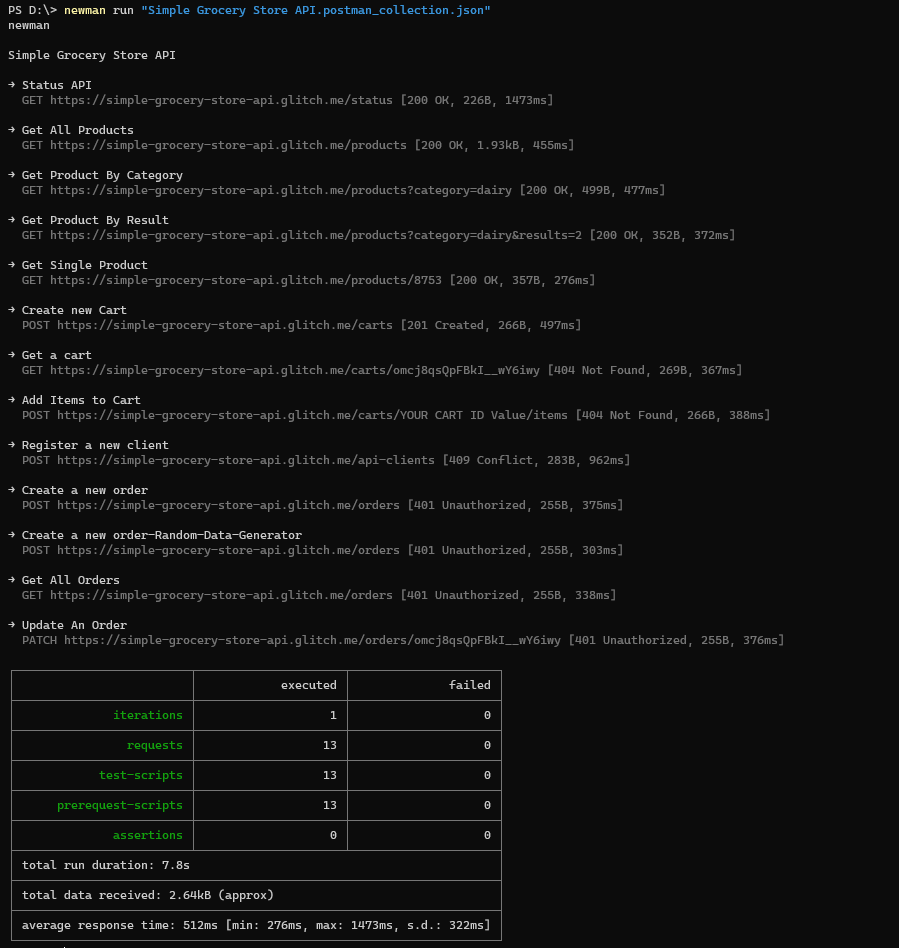 PS D:\> newman run "Simple Grocery Store API.postman_collection.json"
newman
Simple Grocery Store API
→ Status API
GET https://simple-grocery-store-api.glitch.me/status [200 OK, 226B, 1473ms]
→ Get All Products
GET https://simple-grocery-store-api.glitch.me/products [200 OK, 1.93kB, 455ms]
→ Get Product By Category
GET https://simple-grocery-store-api.glitch.me/products?category=dairy [200 OK, 499B, 477ms]
→ Get Product By Result
GET https://simple-grocery-store-api.glitch.me/products?category=dairy&results=2 [200 OK, 352B, 372ms]
→ Get Single Product
GET https://simple-grocery-store-api.glitch.me/products/8753 [200 OK, 357B, 276ms]
→ Create new Cart
POST https://simple-grocery-store-api.glitch.me/carts [201 Created, 266B, 497ms]
→ Get a cart
GET https://simple-grocery-store-api.glitch.me/carts/omcj8qsQpFBkI__wY6iwy [404 Not Found, 269B, 367ms]
→ Add Items to Cart
POST https://simple-grocery-store-api.glitch.me/carts/YOUR CART ID Value/items [404 Not Found, 266B, 388ms]
→ Register a new client
POST https://simple-grocery-store-api.glitch.me/api-clients [409 Conflict, 283B, 962ms]
→ Create a new order
POST https://simple-grocery-store-api.glitch.me/orders [401 Unauthorized, 255B, 375ms]
→ Create a new order-Random-Data-Generator
POST https://simple-grocery-store-api.glitch.me/orders [401 Unauthorized, 255B, 303ms]
→ Get All Orders
GET https://simple-grocery-store-api.glitch.me/orders [401 Unauthorized, 255B, 338ms]
→ Update An Order
PATCH https://simple-grocery-store-api.glitch.me/orders/omcj8qsQpFBkI__wY6iwy [401 Unauthorized, 255B, 376ms]
executed failed
iterations 1 0
requests 13 0
test-scripts 13 0
prerequest-scripts 13 0
assertions 0 0
total run duration: 7.8s
total data received: 2.64kB (approx)
average response time: 512ms [min: 276ms, max: 1473ms, s.d.: 322ms]